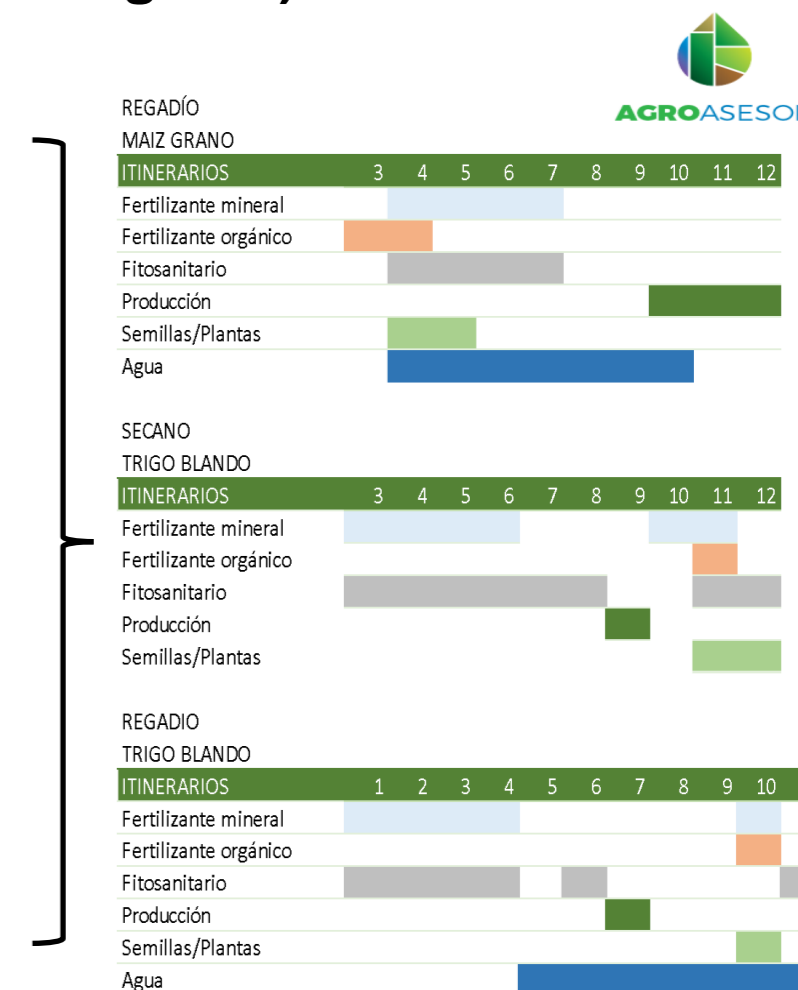 AGROASESOR
REGADÍO
MAIZ GRANO
ITINERARIOS 3 4 5 6 7 8 9 10 11 12
Fertilizante mineral
Fertilizante orgánico
Fitosanitario
Producción
Semillas/Plantas
Agua
SECANO
TRIGO BLANDO
ITINERARIOS 3 4 5 6 7 8 9 10 11 12
Fertilizante mineral
Fertilizante orgánico
Fitosanitario
Producción
Semillas/Plantas
REGADIO
TRIGO BLANDO
ITINERARIOS 1 2 3 4 5 6 7 8 9 10
Fertilizante mineral
Fertilizante orgánico
Fitosanitario
Producción
Semillas/Plantas
Agua